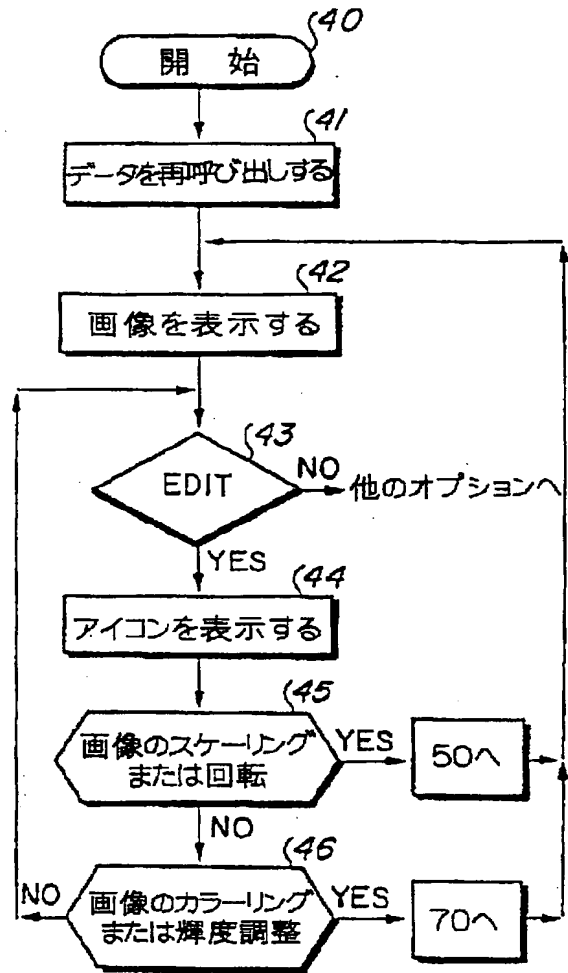 40
開始
41
データを再呼び出しする
42
画像を表示する
43
EDIT
NO
他のオプションへ
YES
44
アイコンを表示する
45
画像のスケーリング
または回転
YES
50へ
NO
46
画像のカラーリング
または輝度調整
NO
YES
70へ